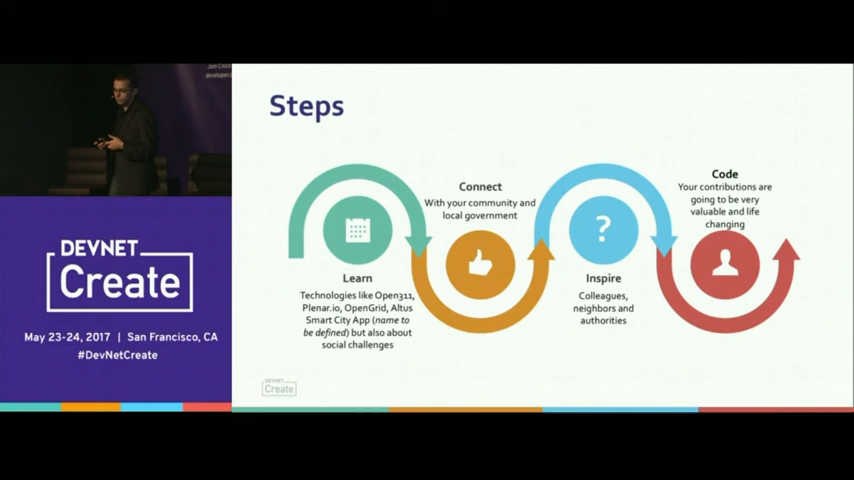 Join Cisco
Steps
Code
Your contributions are
going to be very
valuable and life
changing
Connect
With your community and
local government
?
Learn
Technologies like Open311,
Plenar.io, OpenGrid, Altus
Smart City App (name to
be defined) but also about
social challenges
Inspire
Colleagues,
neighbors and
authorities
DEVNET
Create
May 23-24, 2017 | San Francisco, CA
#DevNetCreate
DEVNET
Create